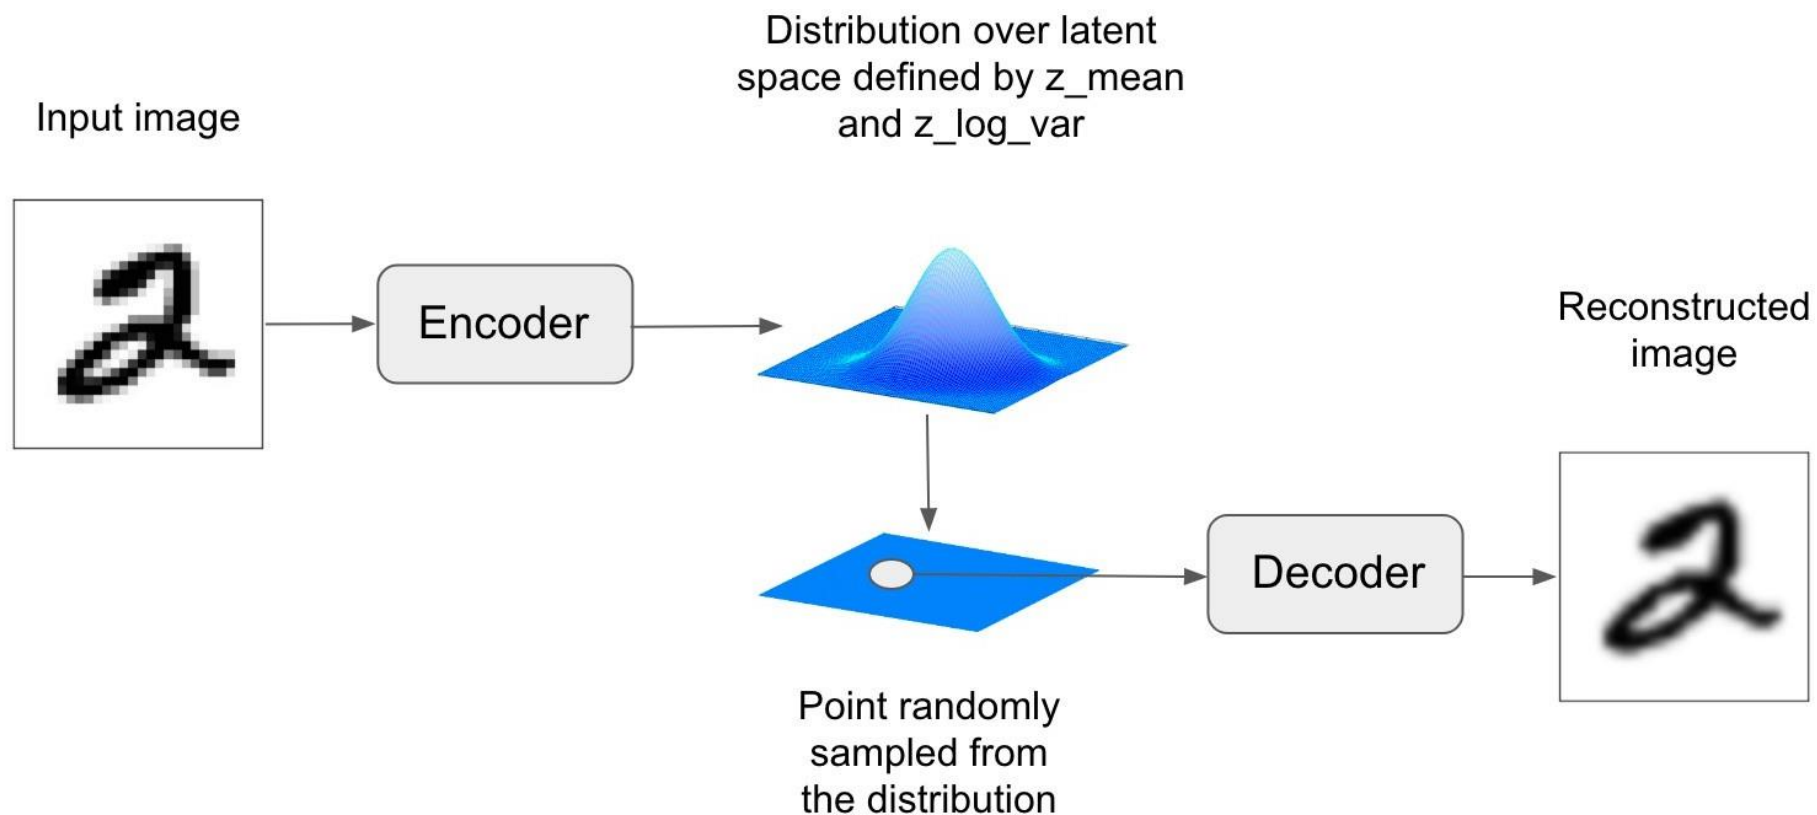 Distribution over latent
space defined by z_mean
and z_log_var
Input image
Encoder
Reconstructed
image
Decoder
Point randomly
sampled from
the distribution